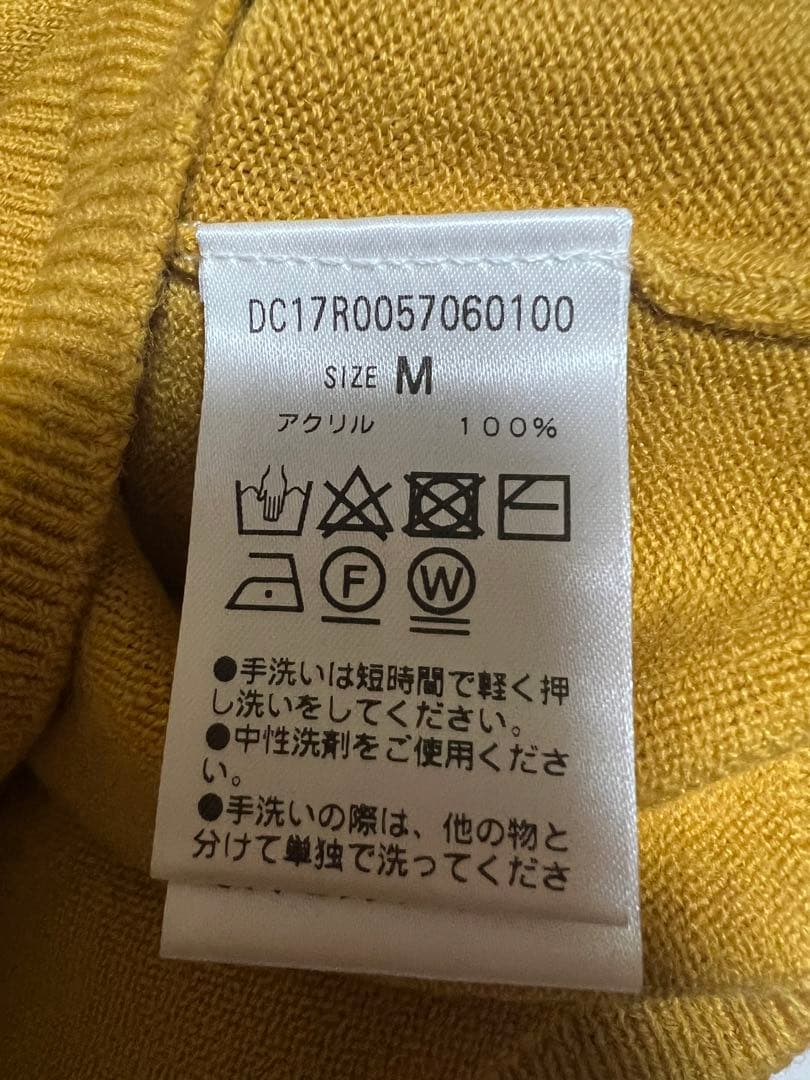 DC17R0057060100
SIZE M
アクリル 100%
F W
●手洗いは短時間で軽く押
し洗いをしてください。
●中性洗剤をご使用くださ
い。
●手洗いの際は、他の物と
分けて単独で洗ってくださ